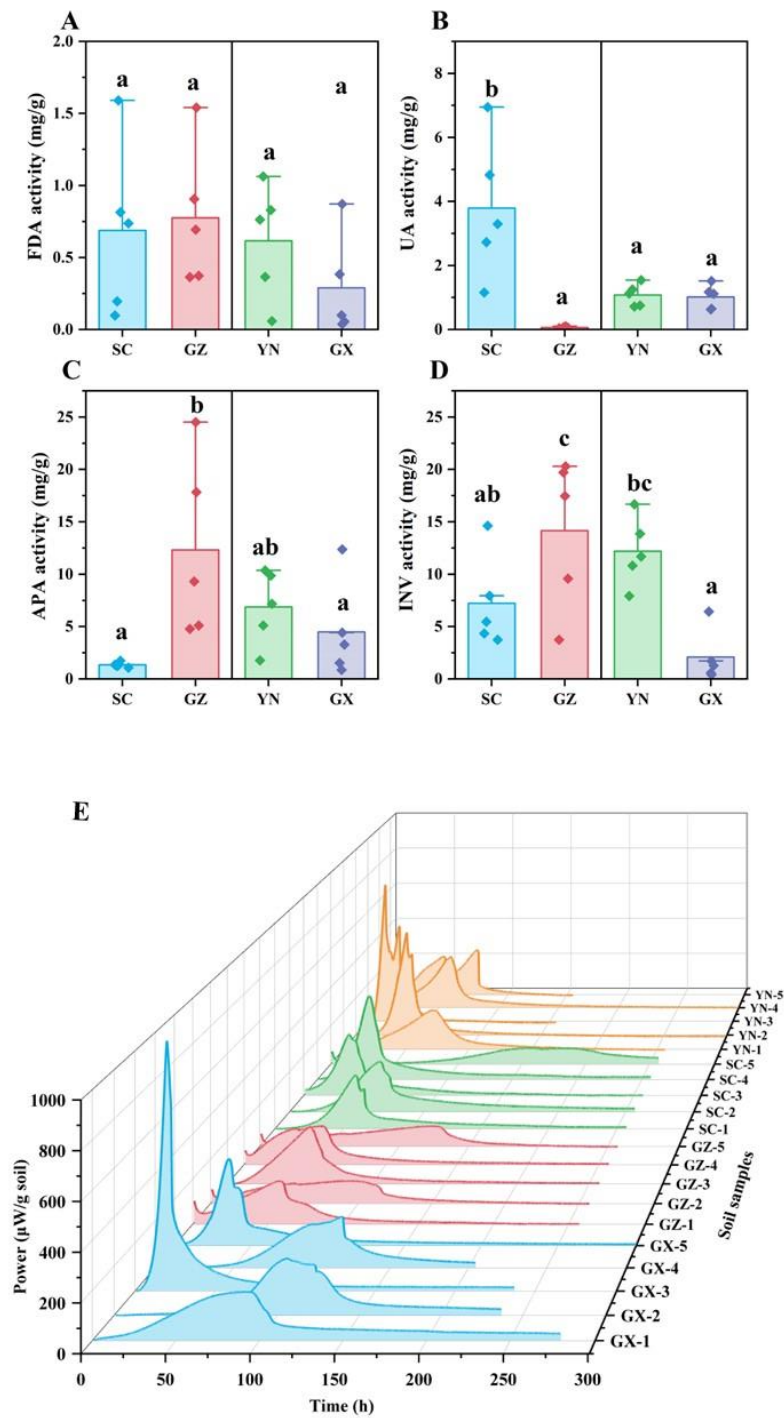 A
B
FDA activity (mg/g)
2.0
1.5
1.0
0.5
0.0
a
a
a
a
SC
GZ
YN
GX
UA activity (mg/g)
8
6
4
2
0
b
a
a
a
SC
GZ
YN
GX
C
D
APA activity (mg/g)
25
20
15
10
5
0
a
b
ab
a
SC
GZ
YN
GX
INV activity (mg/g)
25
20
15
10
5
0
ab
c
bc
a
SC
GZ
YN
GX
E
Power (μW/g soil)
1000
800
600
400
200
0
0
50
100
150
200
250
300
Time (h)
YN-5
YN-4
YN-3
YN-2
YN-1
SC-5
SC-4
SC-3
SC-2
SC-1
GZ-5
GZ-4
GZ-3
GZ-2
GZ-1
GX-5
GX-4
GX-3
GX-2
GX-1
Soil samples